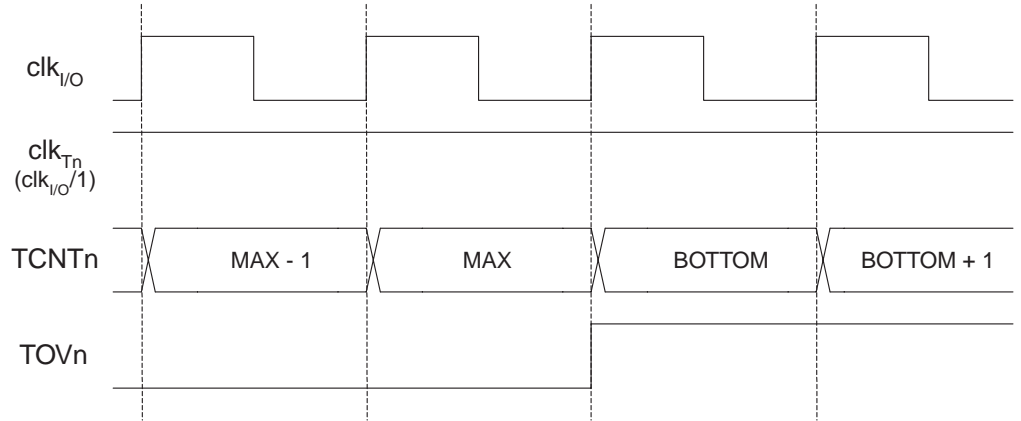 clkI/O
clkTn
(clkI/O/1)
TCNTn MAX - 1 MAX BOTTOM BOTTOM + 1
TOVn